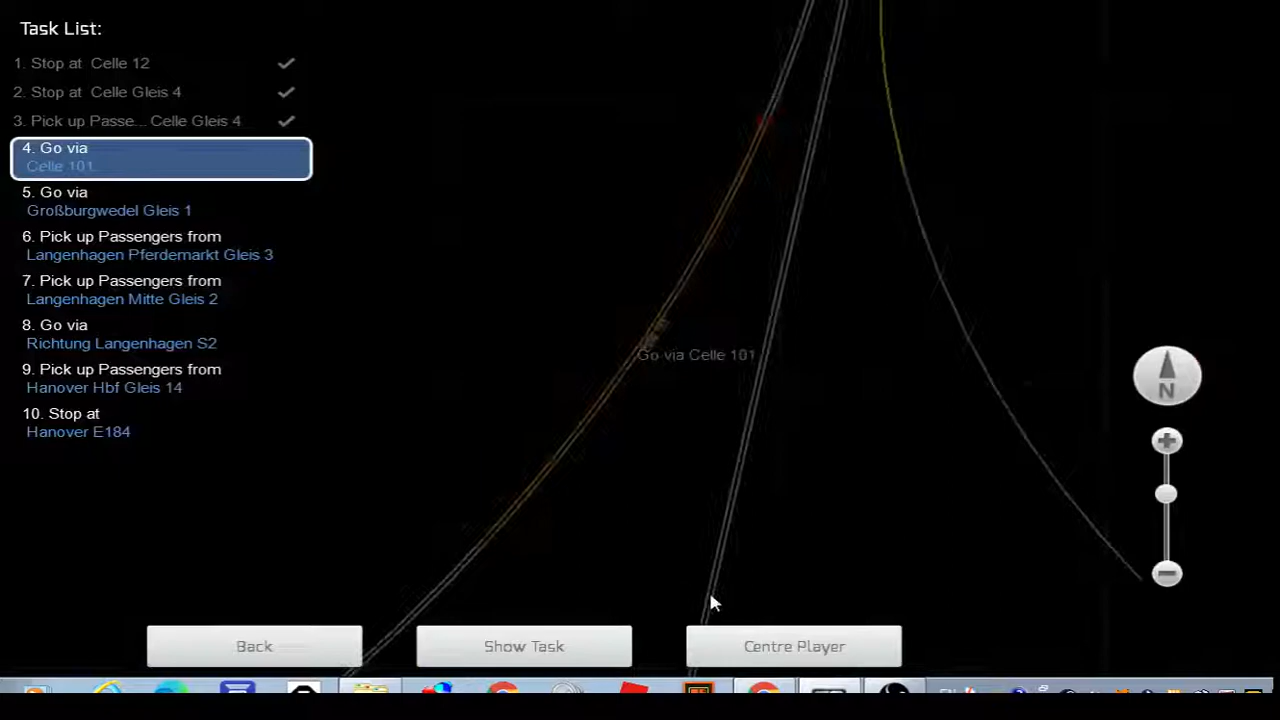 Task List:
1. Stop at  Celle 12
2. Stop at  Celle Gleis 4
3. Pick up Passe... Celle Gleis 4
4. Go via
Celle 101
5. Go via
Großburgwedel Gleis 1
6. Pick up Passengers from
Langenhagen Pferdemarkt Gleis 3
7. Pick up Passengers from
Langenhagen Mitte Gleis 2
8. Go via
Richtung Langenhagen S2
9. Pick up Passengers from
Hanover Hbf Gleis 14
10. Stop at
Hanover E184
Go via Celle 101
N
Back
Show Task
Centre Player